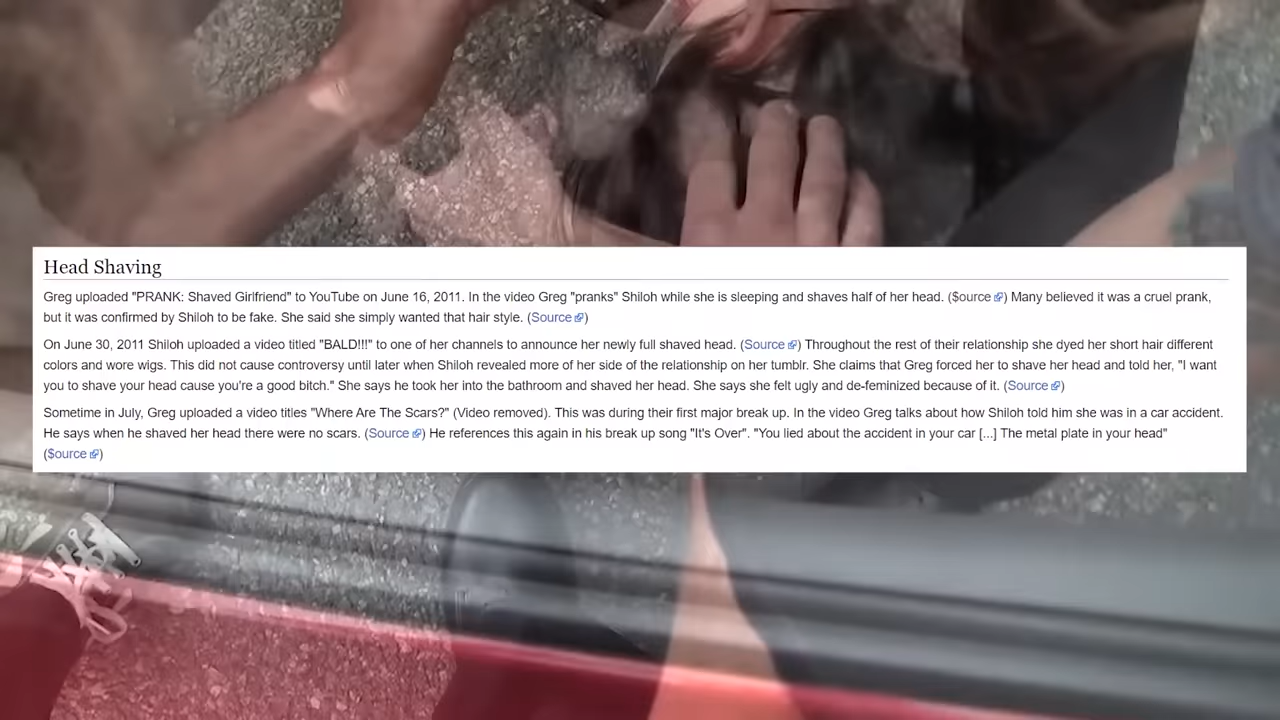 Head Shaving
Greg uploaded "PRANK: Shaved Girlfriend" to YouTube on June 16, 2011. In the video Greg "pranks" Shiloh while she is sleeping and shaves half of her head. ($ource) Many believed it was a cruel prank,
but it was confirmed by Shiloh to be fake. She said she simply wanted that hair style. (Source)
On June 30, 2011 Shiloh uploaded a video titled "BALD!!!" to one of her channels to announce her newly full shaved head. (Source) Throughout the rest of their relationship she dyed her short hair different
colors and wore wigs. This did not cause controversy until later when Shiloh revealed more of her side of the relationship on her tumblr. She claims that Greg forced her to shave her head and told her, "I want
you to shave your head cause you're a good bitch." She says he took her into the bathroom and shaved her head. She says she felt ugly and de-feminized because of it. (Source)
Sometime in July, Greg uploaded a video titles "Where Are The Scars?" (Video removed). This was during their first major break up. In the video Greg talks about how Shiloh told him she was in a car accident.
He says when he shaved her head there were no scars. (Source) He references this again in his break up song "It's Over". "You lied about the accident in your car [...] The metal plate in your head"
($ource)